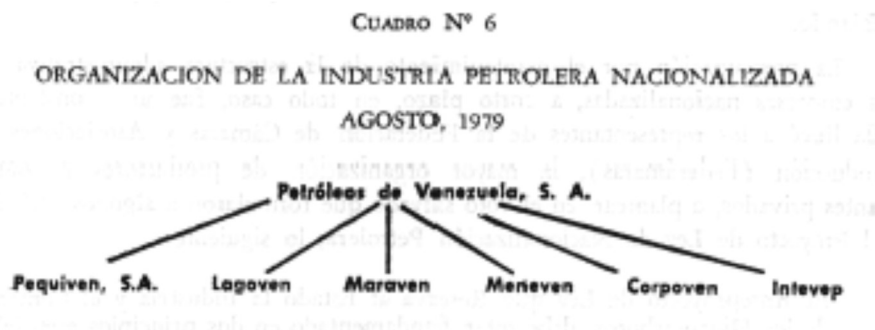 CUADRO Nº 6
ORGANIZACION DE LA INDUSTRIA PETROLERA NACIONALIZADA
AGOSTO, 1979
Petróleos de Venezuela, S. A.
Pequiven, S.A. Lagoven Maraven Meneven Corpoven Intevep